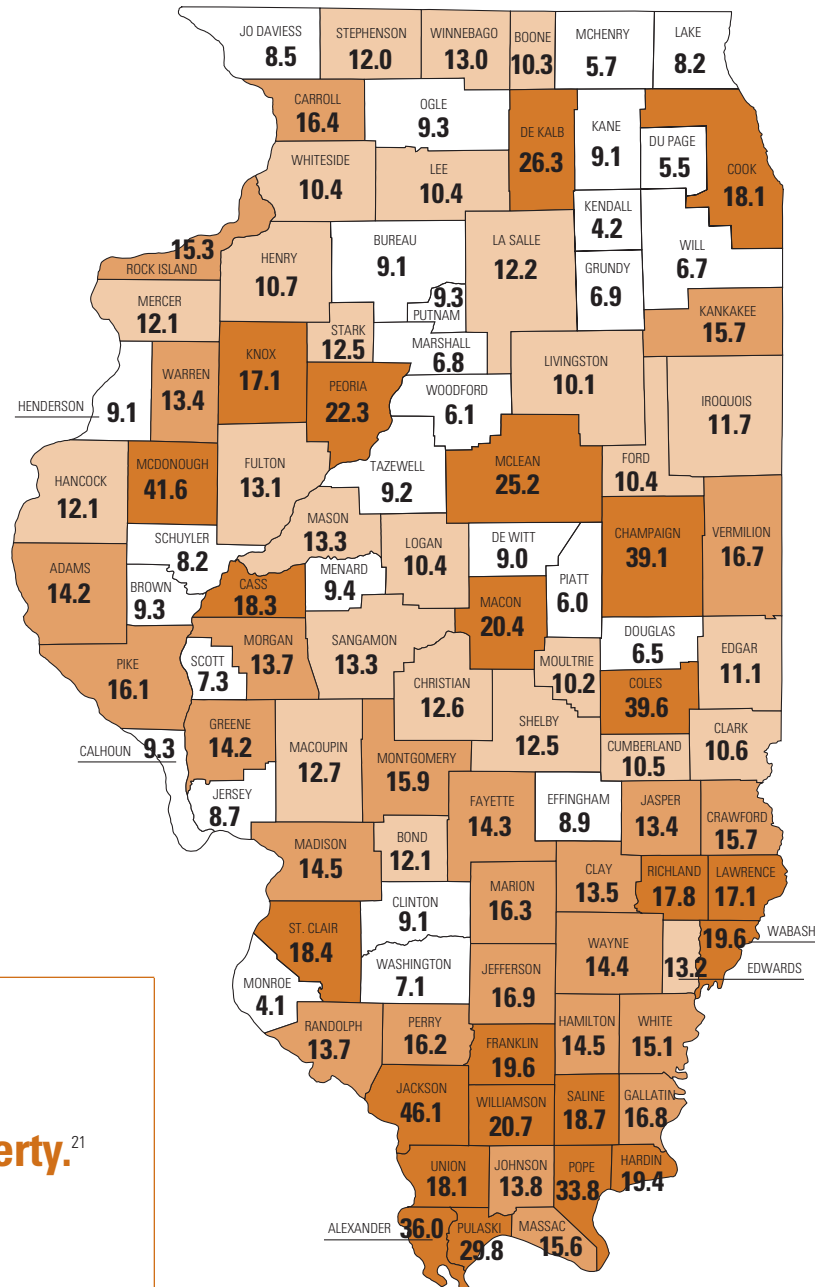 JO DAVIESS
8.5
STEPHENSON
12.0
WINNEBAGO
13.0
BOONE
10.3
MCHENRY
5.7
LAKE
8.2
CARROLL
16.4
OGLE
9.3
DE KALB
26.3
KANE
9.1
DU PAGE
5.5
COOK
18.1
WHITESIDE
10.4
LEE
10.4
KENDALL
4.2
15.3
ROCK ISLAND
HENRY
10.7
BUREAU
9.1
LA SALLE
12.2
GRUNDY
6.9
WILL
6.7
MERCER
12.1
9.3
PUTNAM
KANKAKEE
15.7
STARK
12.5
MARSHALL
6.8
HENDERSON
9.1
WARREN
13.4
KNOX
17.1
PEORIA
22.3
WOODFORD
6.1
LIVINGSTON
10.1
IROQUOIS
11.7
HANCOCK
12.1
MCDONOUGH
41.6
FULTON
13.1
TAZEWELL
9.2
MCLEAN
25.2
FORD
10.4
SCHUYLER
8.2
MASON
13.3
LOGAN
10.4
DE WITT
9.0
CHAMPAIGN
39.1
VERMILION
16.7
ADAMS
14.2
BROWN
9.3
CASS
18.3
MENARD
9.4
MACON
20.4
PIATT
6.0
PIKE
16.1
SCOTT
7.3
MORGAN
13.7
SANGAMON
13.3
CHRISTIAN
12.6
MOULTRIE
10.2
DOUGLAS
6.5
EDGAR
11.1
COLES
39.6
CALHOUN
9.3
GREENE
14.2
MACOUPIN
12.7
MONTGOMERY
15.9
SHELBY
12.5
CUMBERLAND
10.5
CLARK
10.6
JERSEY
8.7
FAYETTE
14.3
EFFINGHAM
8.9
JASPER
13.4
CRAWFORD
15.7
MADISON
14.5
BOND
12.1
MARION
16.3
CLAY
13.5
RICHLAND
17.8
LAWRENCE
17.1
CLINTON
9.1
ST. CLAIR
18.4
WASHINGTON
7.1
JEFFERSON
16.9
WAYNE
14.4
19.6
WABASH
13.2
EDWARDS
MONROE
4.1
RANDOLPH
13.7
PERRY
16.2
FRANKLIN
19.6
HAMILTON
14.5
WHITE
15.1
JACKSON
46.1
WILLIAMSON
20.7
SALINE
18.7
GALLATIN
16.8
erty.21
UNION
18.1
JOHNSON
13.8
POPE
33.8
HARDIN
19.4
ALEXANDER
36.0
PULASKI
29.8
MASSAC
15.6